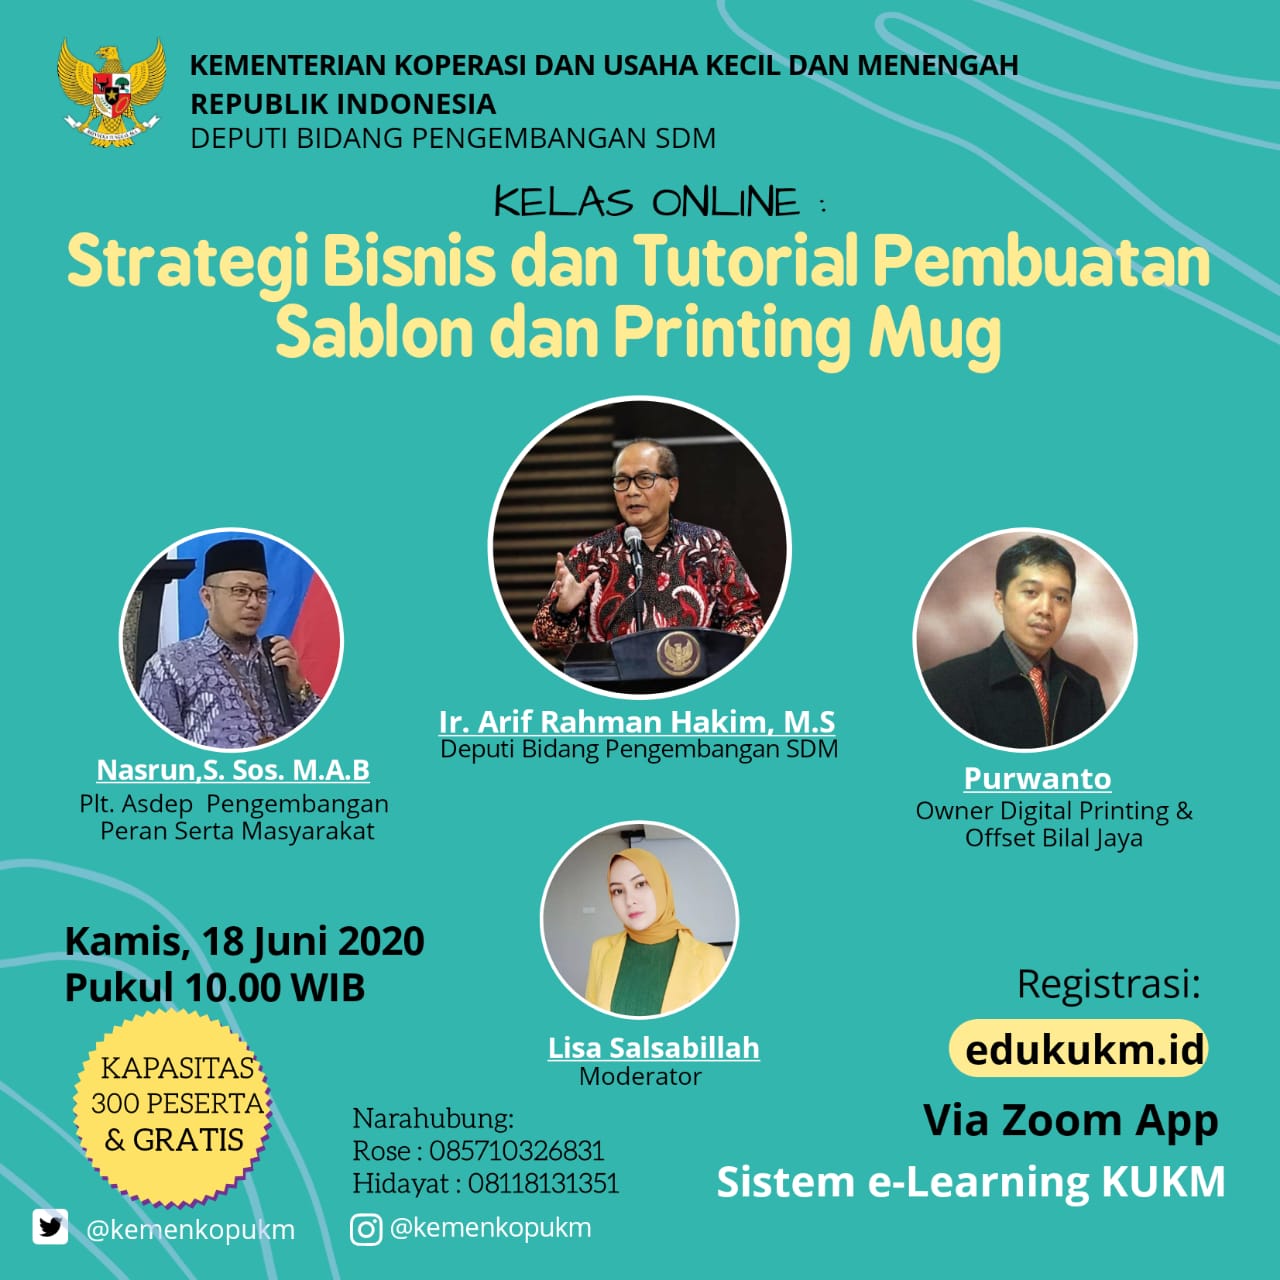 KEMENTERIAN KOPERASI DAN USAHA KECIL DAN MENENGAH
REPUBLIK INDONESIA
DEPUTI BIDANG PENGEMBANGAN SDM
KELAS ONLINE :
Strategi Bisnis dan Tutorial Pembuatan
Sablon dan Printing Mug
Ir. Arif Rahman Hakim, M.S
Deputi Bidang Pengembangan SDM
Nasrun,S. Sos. M.A.B
Plt. Asdep Pengembangan
Peran Serta Masyarakat
Purwanto
Owner Digital Printing &
Offset Bilal Jaya
Lisa Salsabillah
Moderator
Kamis, 18 Juni 2020
Pukul 10.00 WIB
KAPASITAS
300 PESERTA
& GRATIS
Narahubung:
Rose : 085710326831
Hidayat : 08118131351
Registrasi:
edukukm.id
Via Zoom App
Sistem e-Learning KUKM
@kemenkopukm
@kemenkopukm